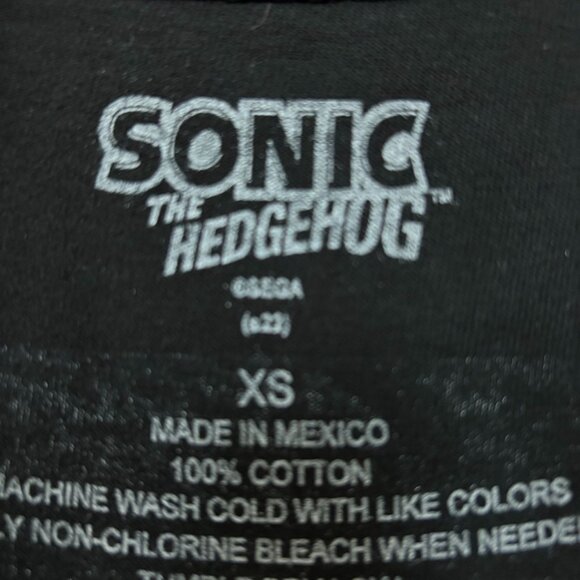 SONIC
THE
HEDGEHOG™
©SEGA
(s23)
XS
MADE IN MEXICO
100% COTTON
MACHINE WASH COLD WITH LIKE COLORS
NON-CHLORINE BLEACH WHEN NEEDED